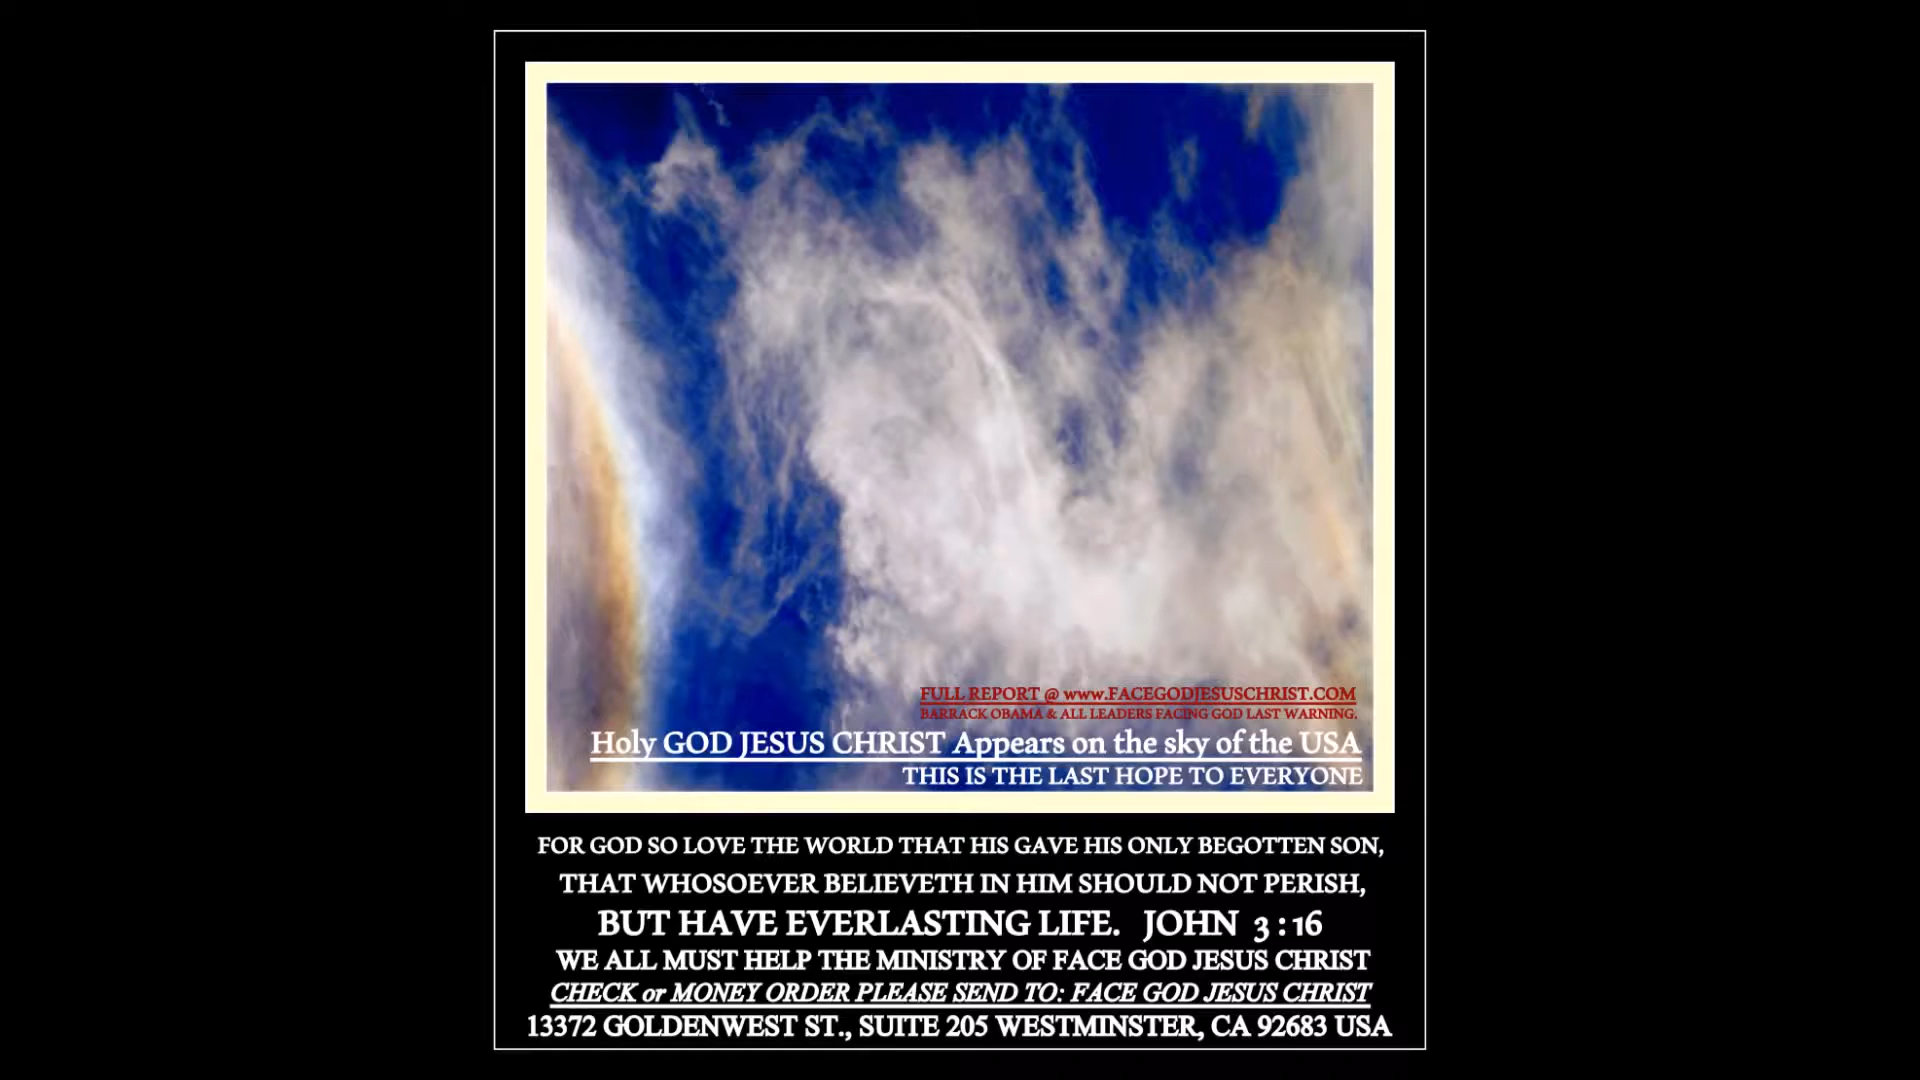 FULL REPORT @ www.FACEGODJESUSCHRIST.COM
BARRACK OBAMA & ALL LEADERS FACING GOD LAST WARNING.
Holy GOD JESUS CHRIST Appears on the sky of the USA
THIS IS THE LAST HOPE TO EVERYONE
FOR GOD SO LOVE THE WORLD THAT HIS GAVE HIS ONLY BEGOTTEN SON,
THAT WHOSOEVER BELIEVETH IN HIM SHOULD NOT PERISH,
BUT HAVE EVERLASTING LIFE. JOHN 3 : 16
WE ALL MUST HELP THE MINISTRY OF FACE GOD JESUS CHRIST
CHECK or MONEY ORDER PLEASE SEND TO: FACE GOD JESUS CHRIST
13372 GOLDENWEST ST., SUITE 205 WESTMINSTER, CA 92683 USA